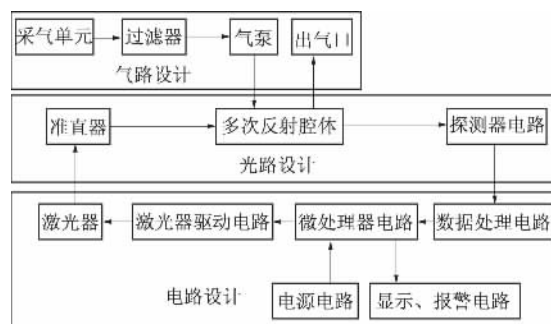 采气单元 过滤器 气泵 出气口
气路设计
准直器 多次反射腔体 探测器电路
光路设计
激光器 激光器驱动电路 微处理器电路 数据处理电路
电路设计 电源电路 显示、报警电路